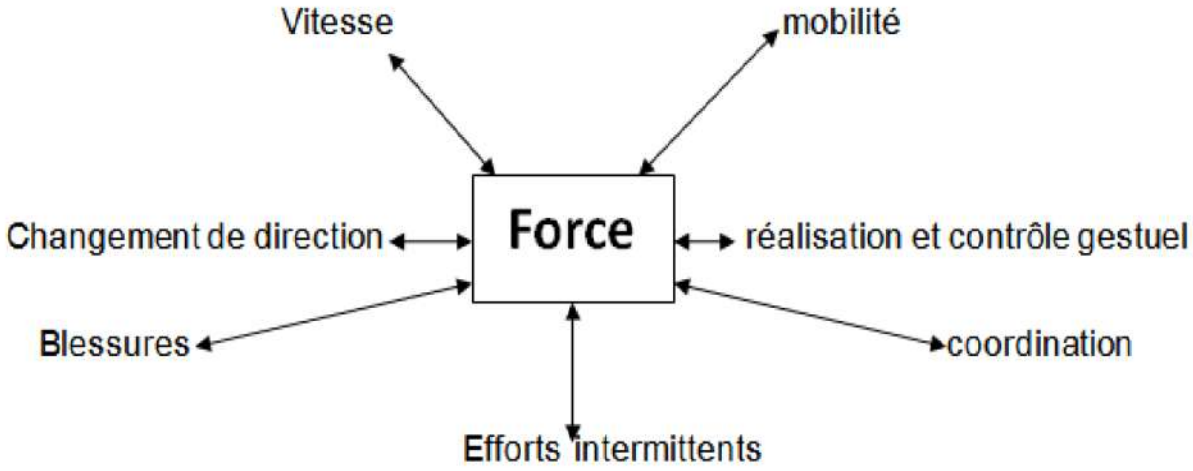 Vitesse
mobilité
Force
Changement de direction
réalisation et contrôle gestuel
Blessures
coordination
Efforts intermittents